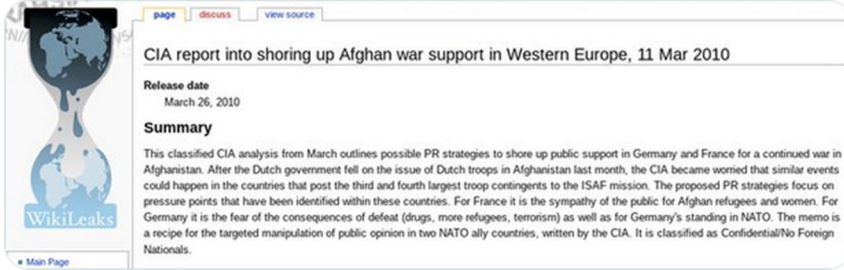 page discuss view source
CIA report into shoring up Afghan war support in Western Europe, 11 Mar 2010
Release date
March 26, 2010
Summary
This classified CIA analysis from March outlines possible PR strategies to shore up public support in Germany and France for a continued war in
Afghanistan. After the Dutch government fell on the issue of Dutch troops in Afghanistan last month, the CIA became worried that similar events
could happen in the countries that post the third and fourth largest troop contingents to the ISAF mission. The proposed PR strategies focus on
pressure points that have been identified within these countries. For France it is the sympathy of the public for Afghan refugees and women. For
Germany it is the fear of the consequences of defeat (drugs, more refugees, terrorism) as well as for Germany's standing in NATO. The memo is
a recipe for the targeted manipulation of public opinion in two NATO ally countries, written by the CIA. It is classified as Confidential/No Foreign
Nationals.
WikiLeaks
Main Page